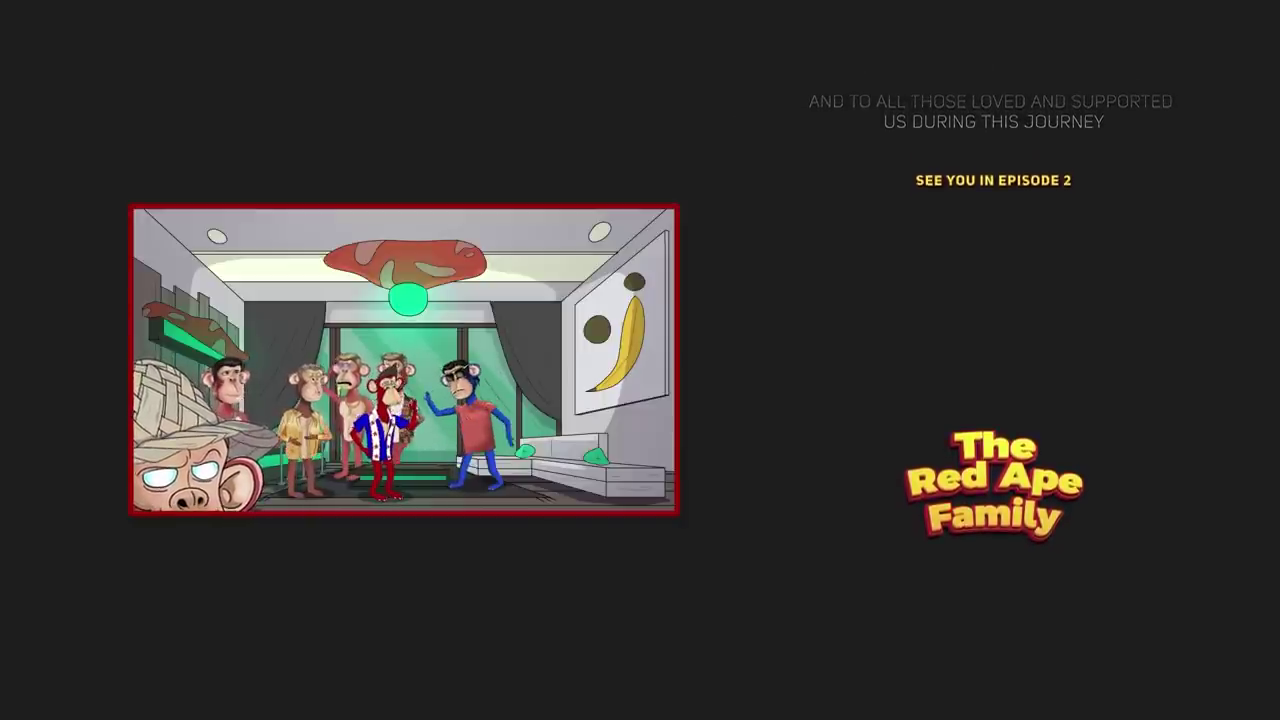 AND TO ALL THOSE LOVED AND SUPPORTED
US DURING THIS JOURNEY
SEE YOU IN EPISODE 2
The
Red Ape
Family